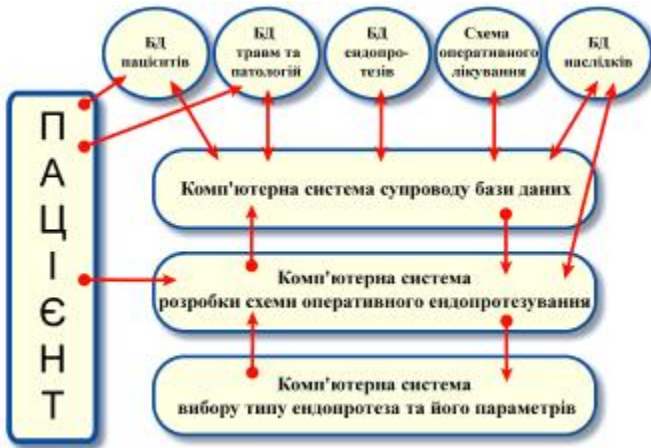 БД
пацієнтів
БД
травм та
патологій
БД
ендопро-
тезів
Схема
оперативного
лікування
БД
наслідків
ПАЦІЄНТ
Комп'ютерна система супроводу бази даних
Комп'ютерна система
розробки схеми оперативного ендопротезування
Комп'ютерна система
вибору типу ендопротеза та його параметрів